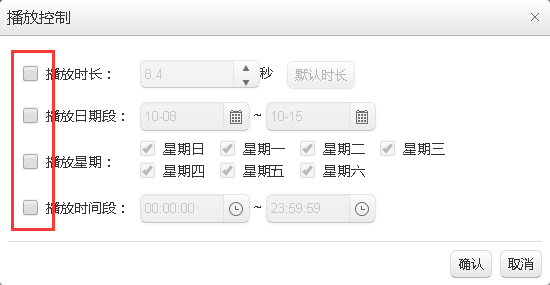 播放控制
播放时长： 8.4 秒 默认时长
播放日期段： 10-08 ~ 10-15
播放星期： 星期日 星期一 星期二 星期三
星期四 星期五 星期六
播放时间段： 00:00:00 ~ 23:59:59
确认 取消